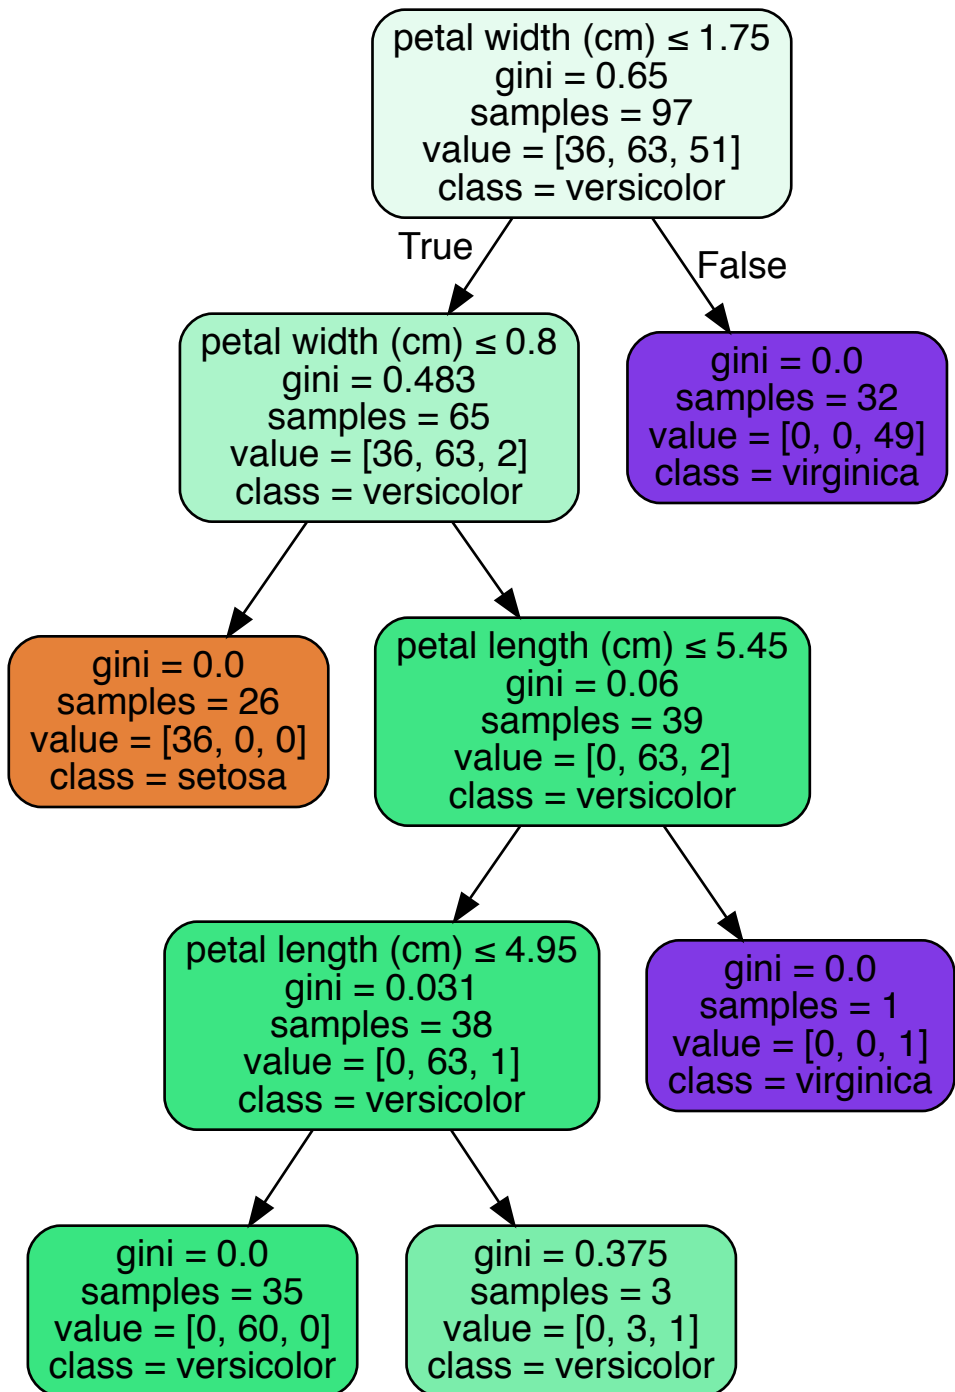 petal width (cm) ≤ 1.75
gini = 0.65
samples = 97
value = [36, 63, 51]
class = versicolor
True
False
petal width (cm) ≤ 0.8
gini = 0.483
samples = 65
value = [36, 63, 2]
class = versicolor
gini = 0.0
samples = 32
value = [0, 0, 49]
class = virginica
gini = 0.0
samples = 26
value = [36, 0, 0]
class = setosa
petal length (cm) ≤ 5.45
gini = 0.06
samples = 39
value = [0, 63, 2]
class = versicolor
petal length (cm) ≤ 4.95
gini = 0.031
samples = 38
value = [0, 63, 1]
class = versicolor
gini = 0.0
samples = 1
value = [0, 0, 1]
class = virginica
gini = 0.0
samples = 35
value = [0, 60, 0]
class = versicolor
gini = 0.375
samples = 3
value = [0, 3, 1]
class = versicolor